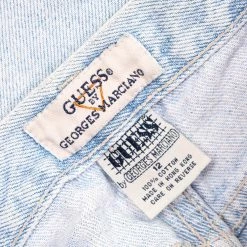 GUESS®
BY
GEORGES MARCIANO
GUESS
by GEORGES MARCIANO
12
100% COTTON
MADE IN HONG KONG
CARE ON REVERSE